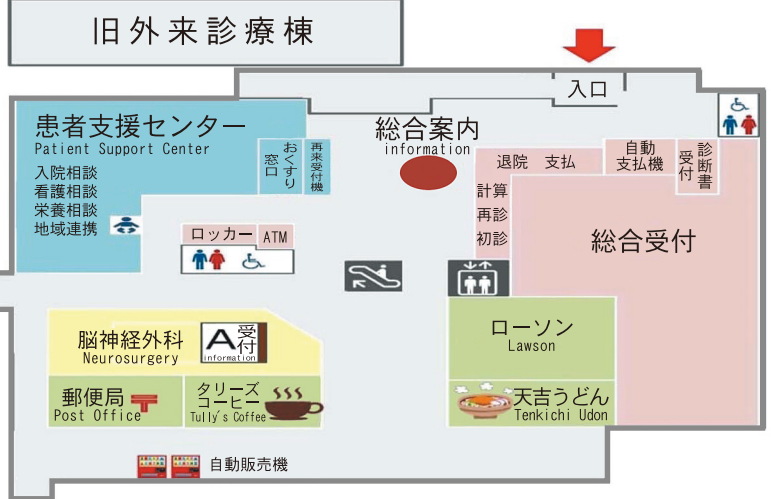 旧外来診療棟
入口
患者支援センター
Patient Support Center
入院相談
看護相談
栄養相談
地域連携
おくすり
窓口
再来受付機
総合案内
information
退院 支払
自動
支払機
診断書
受付
計算
再診
初診
総合受付
ロッカー
ATM
脳神経外科
Neurosurgery
A受付
information
ローソン
Lawson
郵便局
Post Office
タリーズ
コーヒー
Tully's Coffee
天吉うどん
Tenkichi Udon
自動販売機